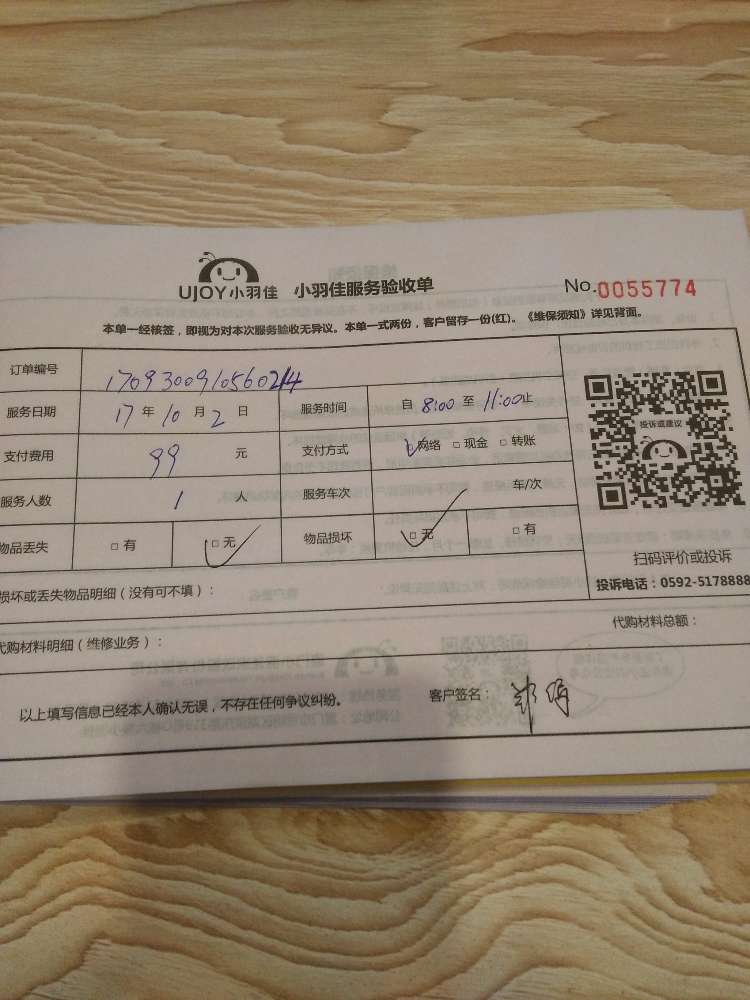 UJOY小羽佳 小羽佳服务验收单 No.0055774
本单一经核签，即视为对本次服务验收无异议。本单一式两份，客户留存一份(红)。《维保须知》详见背面。
订单编号 1709300910560214
服务日期 17 年 10 月 2 日 服务时间 自 8:00 至 11:00止
支付费用 99 元 支付方式 网络 □ 现金 □ 转账
服务人数 1 人 服务车次 车/次
物品丢失 □ 有 □ 无 物品损坏 □ 无 □ 有
投诉或建议
扫码评价或投诉
投诉电话：0592-5178888
损坏或丢失物品明细（没有可不填）：
代购材料明细（维修业务）： 代购材料总额：
以上填写信息已经本人确认无误，不存在任何争议纠纷。 客户签名：